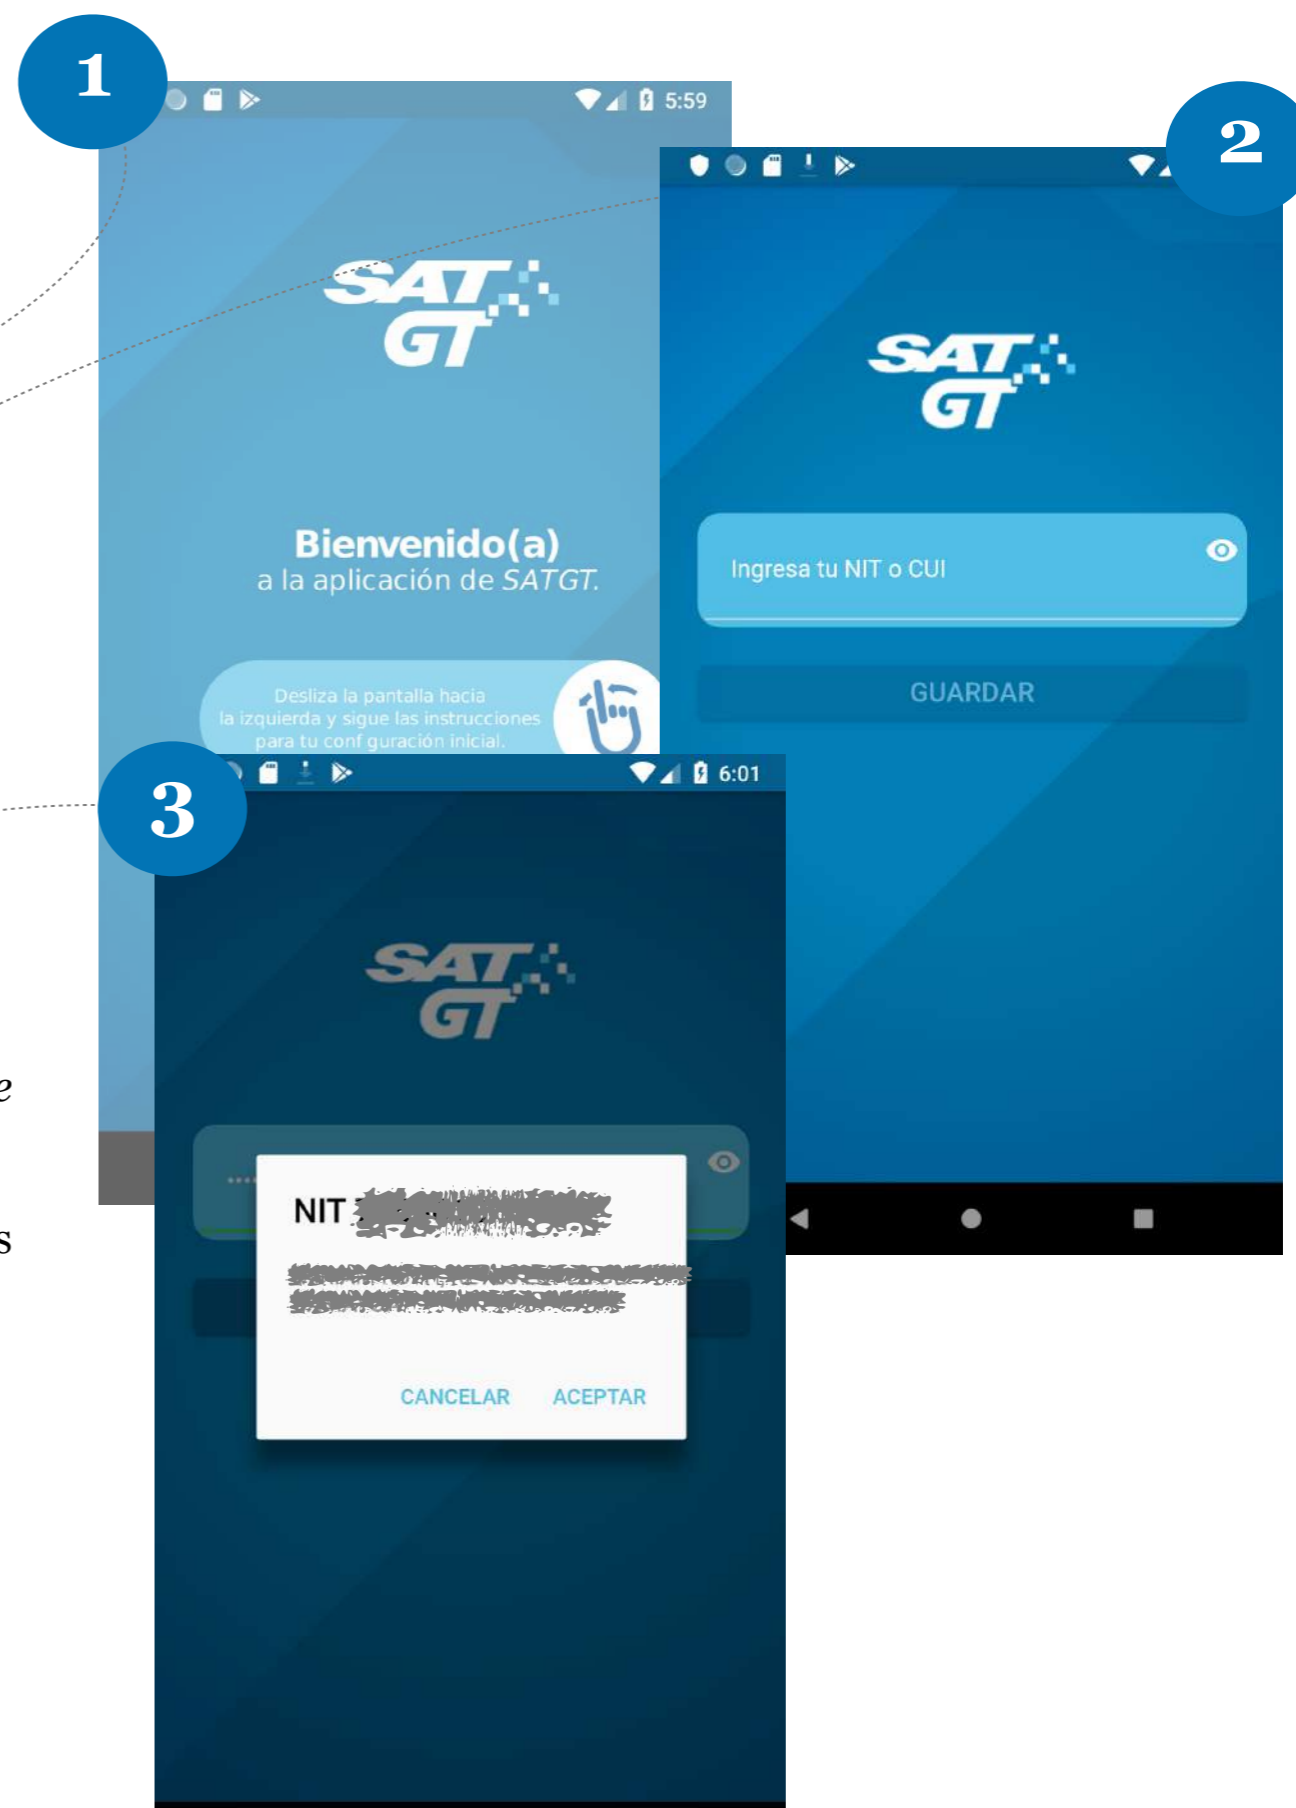 1
5:59
SAT
GT
Bienvenido(a)
a la aplicación de SATGT.
Desliza la pantalla hacia
la izquierda y sigue las instrucciones
para tu conf guración inicial.
2
SAT
GT
Ingresa tu NIT o CUI
GUARDAR
3
6:01
SAT
GT
NIT
CANCELAR ACEPTAR
e
s